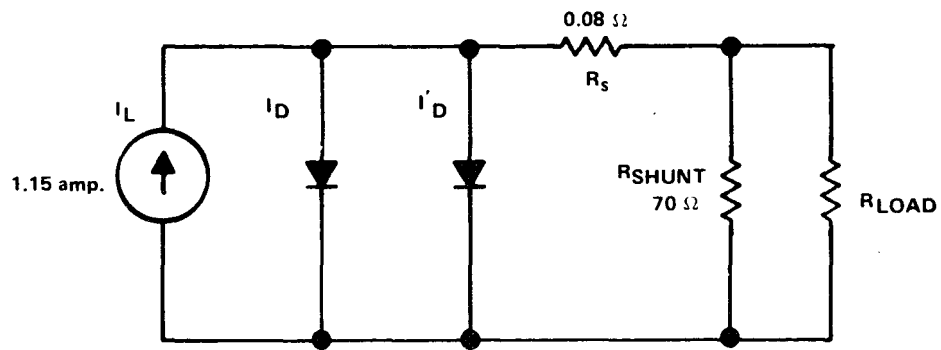 0.08 Ω
R_s
I_L
I_D
I'_D
1.15 amp.
R_SHUNT
70 Ω
R_LOAD